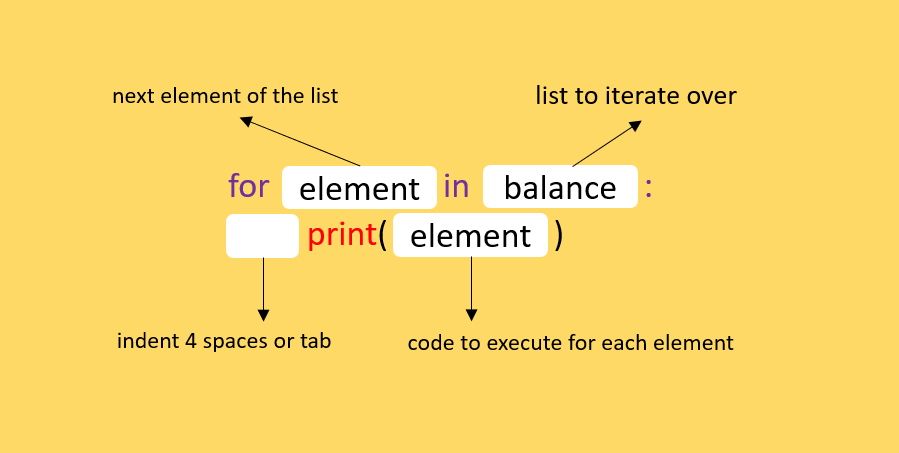 next element of the list
list to iterate over
for element in balance :
print( element )
indent 4 spaces or tab
code to execute for each element